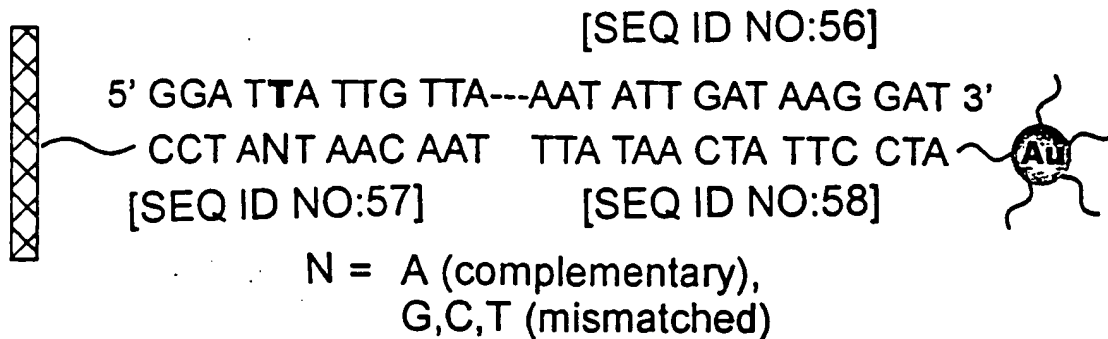 [SEQ ID NO:56]
5' GGA TTA TTG TTA---AAT ATT GAT AAG GAT 3'
CCT ANT AAC AAT TTA TAA CTA TTC CTA
Au
[SEQ ID NO:57] [SEQ ID NO:58]
N = A (complementary),
G,C,T (mismatched)